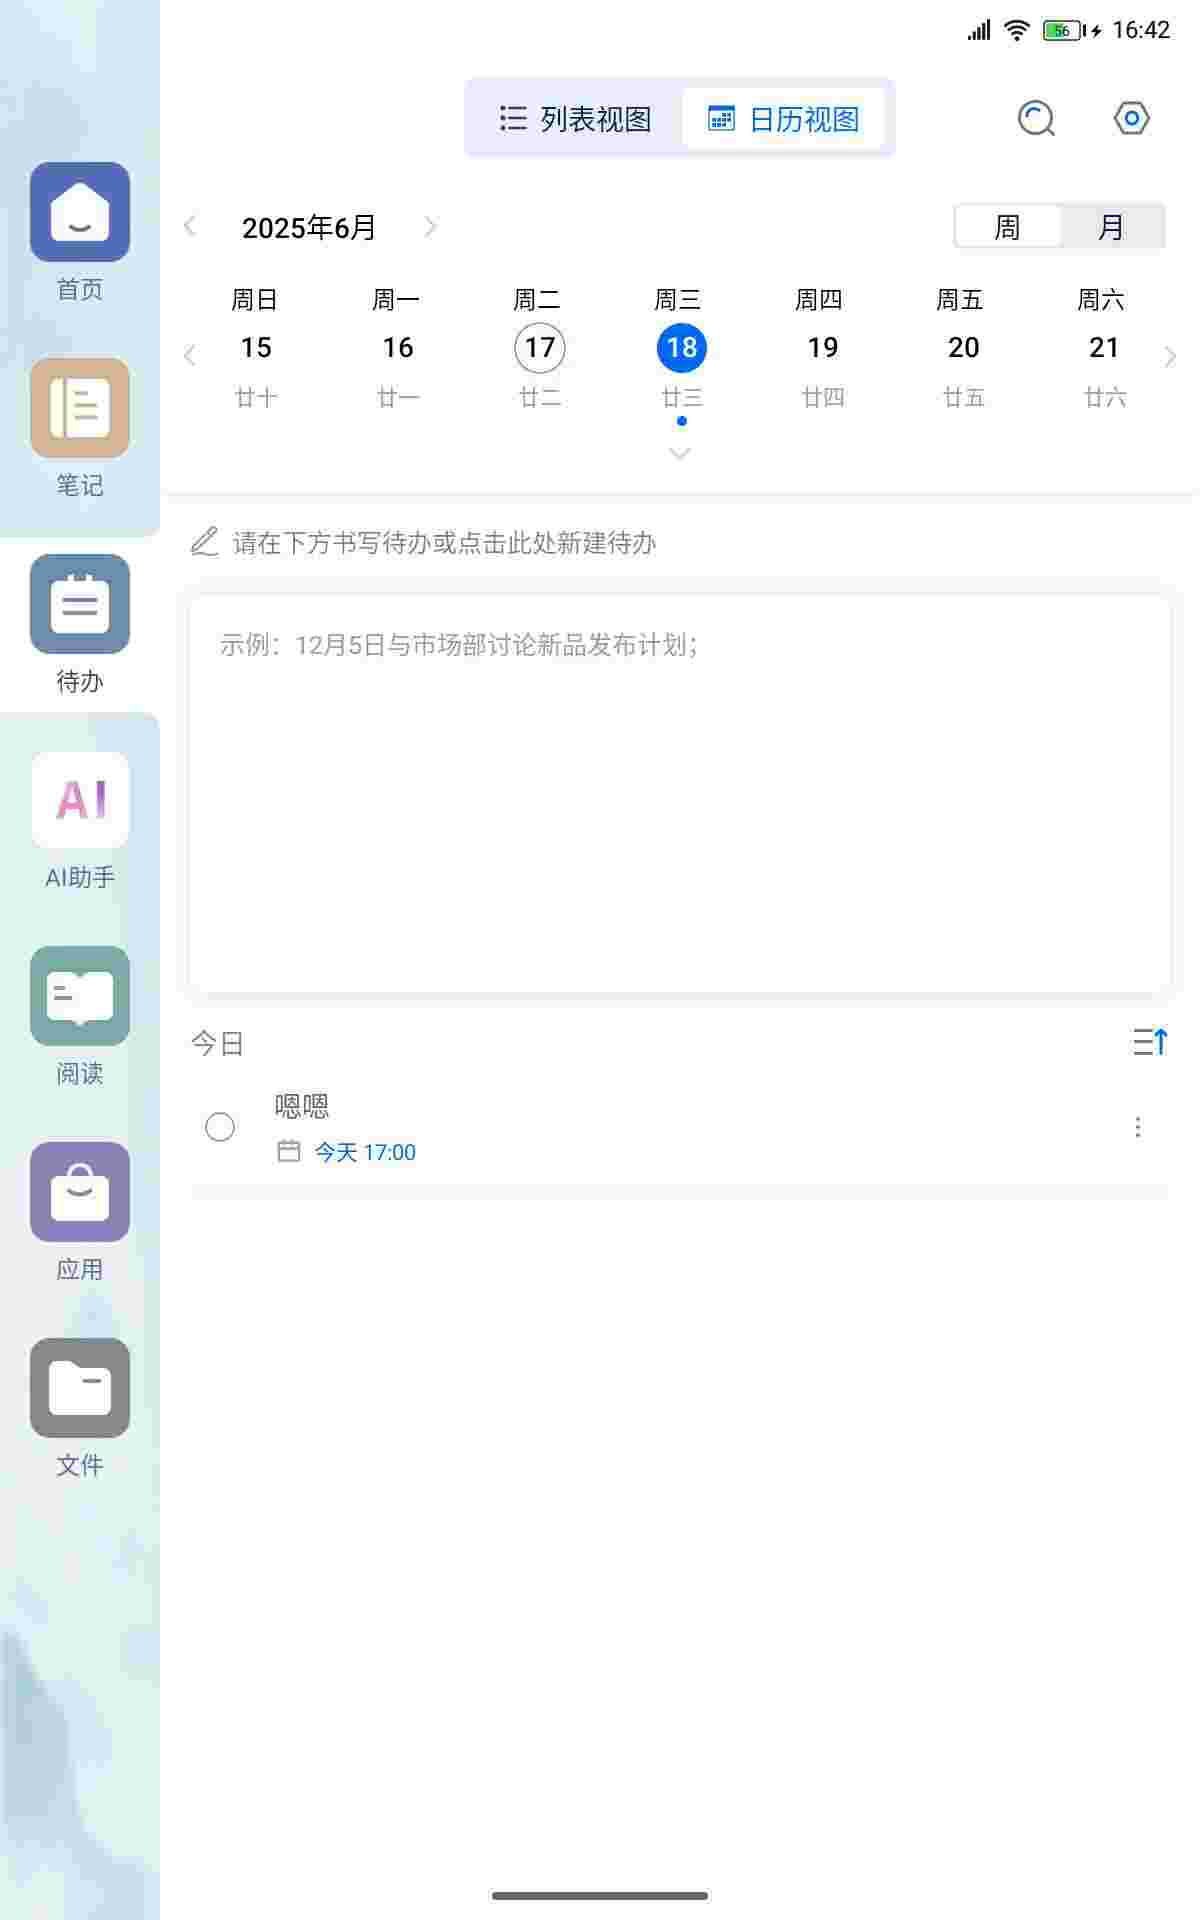 56 16:42
列表视图 日历视图
2025年6月 周 月
周日 周一 周二 周三 周四 周五 周六
15 16 17 18 19 20 21
廿十 廿一 廿二 廿三 廿四 廿五 廿六
请在下方书写待办或点击此处新建待办
示例：12月5日与市场部讨论新品发布计划；
今日
嗯嗯
今天 17:00
首页
笔记
待办
AI
AI助手
阅读
应用
文件